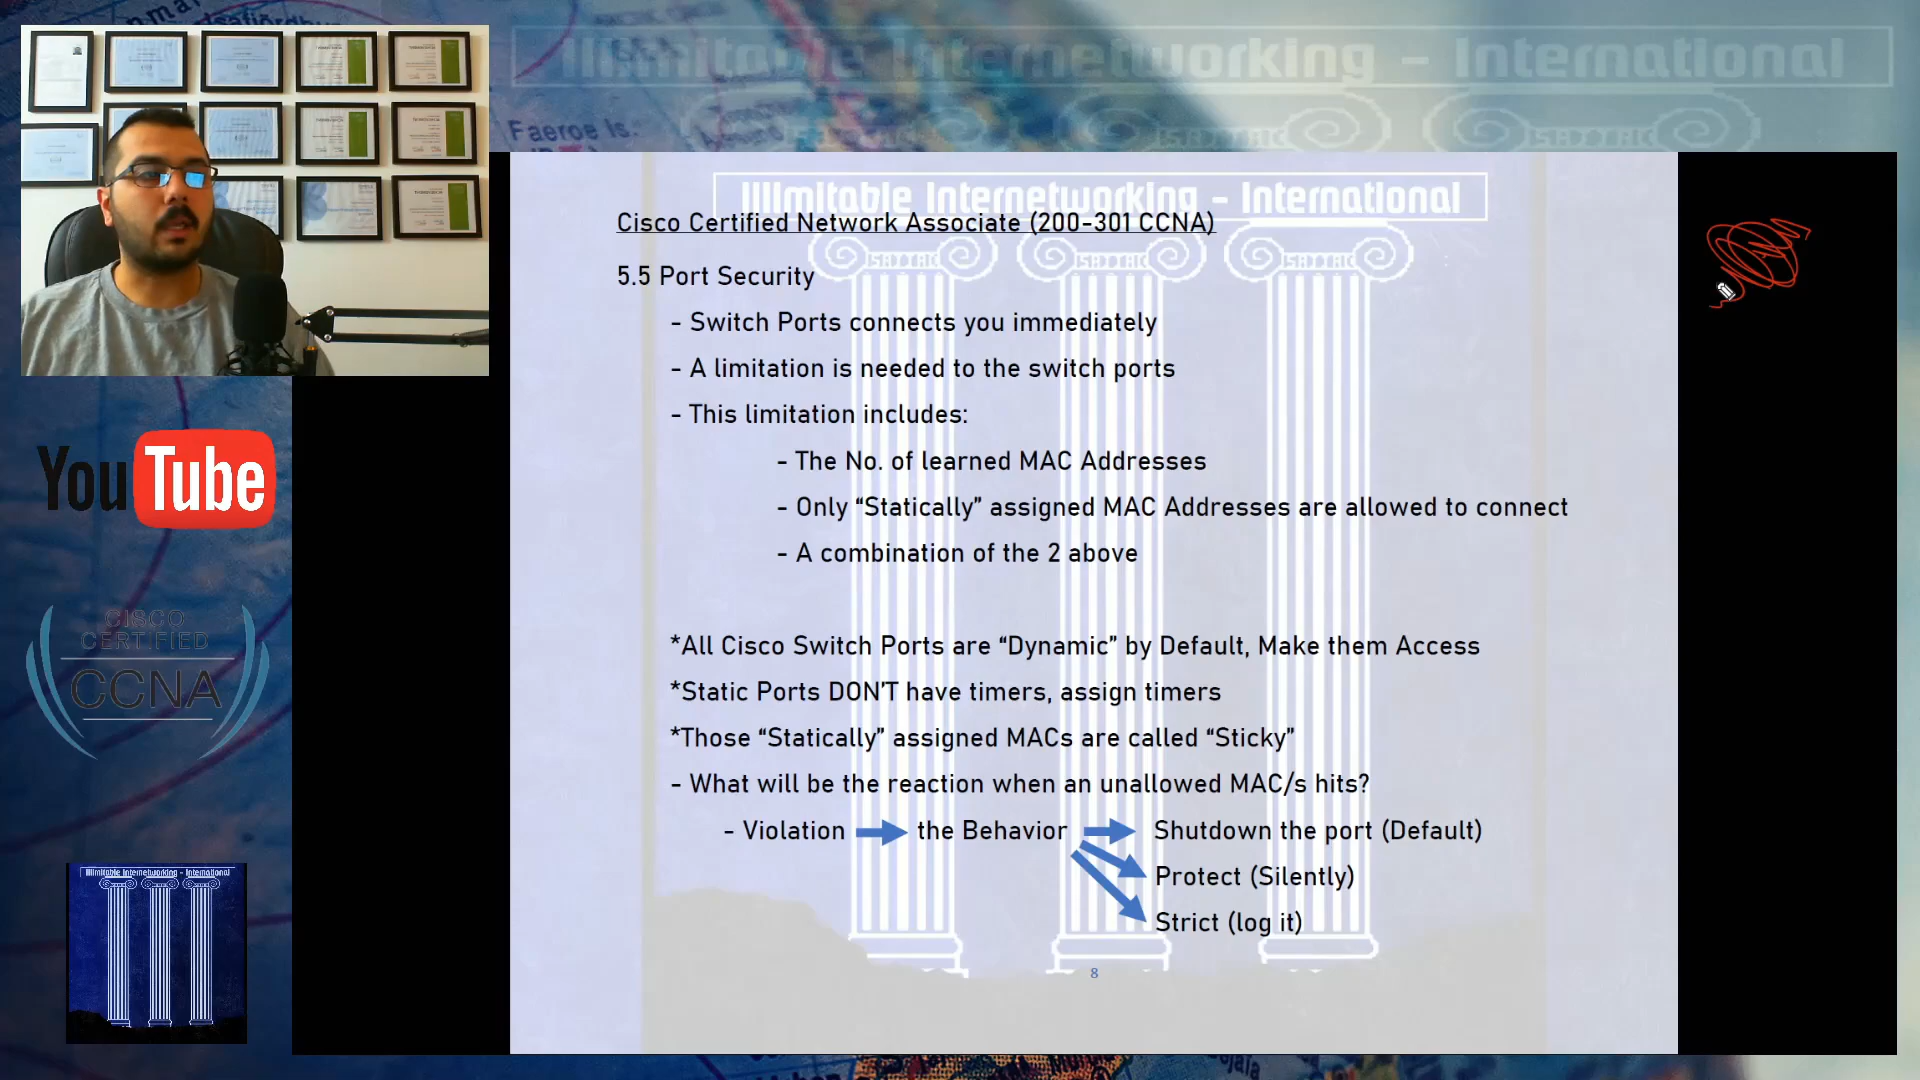 Illimitable Internetworking - International
Faeroe Is.
Illimitable Internetworking - International
Cisco Certified Network Associate (200-301 CCNA)
5.5 Port Security
- Switch Ports connects you immediately
- A limitation is needed to the switch ports
- This limitation includes:
- The No. of learned MAC Addresses
- Only “Statically” assigned MAC Addresses are allowed to connect
- A combination of the 2 above
*All Cisco Switch Ports are “Dynamic” by Default, Make them Access
*Static Ports DON'T have timers, assign timers
*Those “Statically” assigned MACs are called “Sticky”
- What will be the reaction when an unallowed MAC/s hits?
- Violation the Behavior Shutdown the port (Default)
Protect (Silently)
Strict (log it)
8
YouTube
CISCO
CERTIFIED
CCNA
Illimitable Internetworking - International